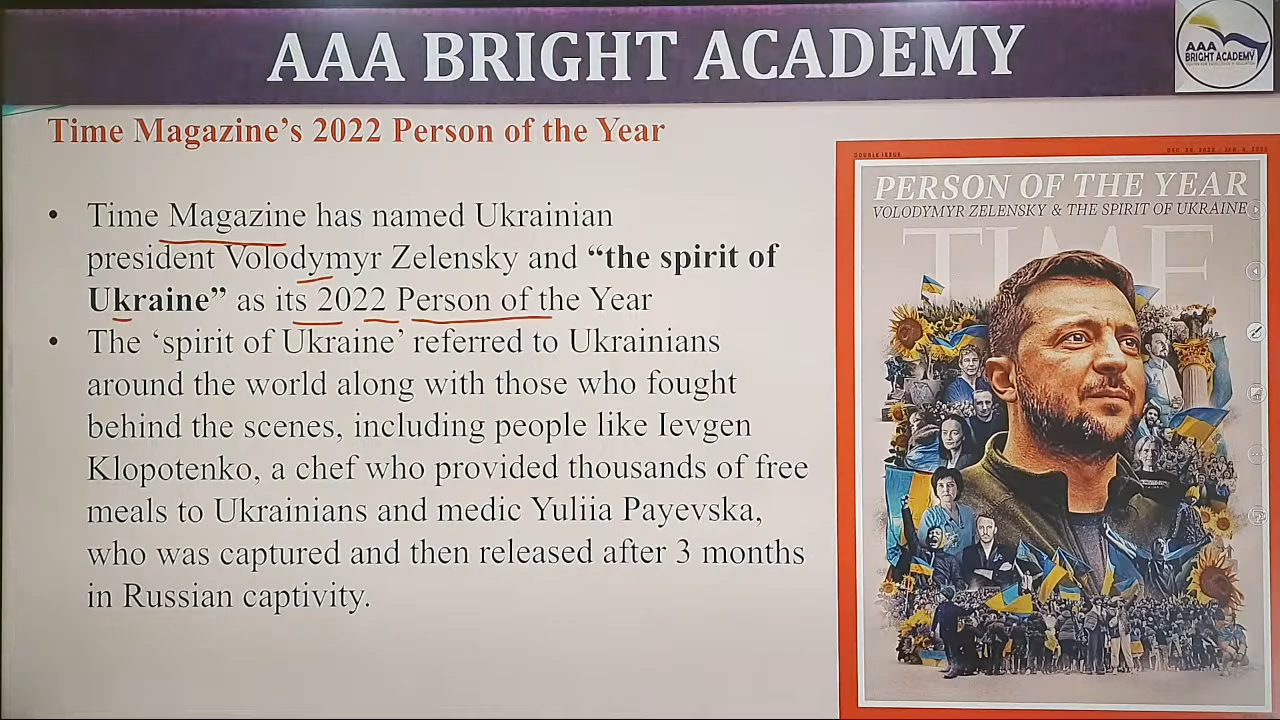 AAA BRIGHT ACADEMY
AAA
BRIGHT ACADEMY
Time Magazine's 2022 Person of the Year
• Time Magazine has named Ukrainian
president Volodymyr Zelensky and “the spirit of
Ukraine” as its 2022 Person of the Year
• The ‘spirit of Ukraine’ referred to Ukrainians
around the world along with those who fought
behind the scenes, including people like Ievgen
Klopotenko, a chef who provided thousands of free
meals to Ukrainians and medic Yuliia Payevska,
who was captured and then released after 3 months
in Russian captivity.
DOUBLE ISSUE
PERSON OF THE YEAR
VOLODYMYR ZELENSKY & THE SPIRIT OF UKRAINE
TIME